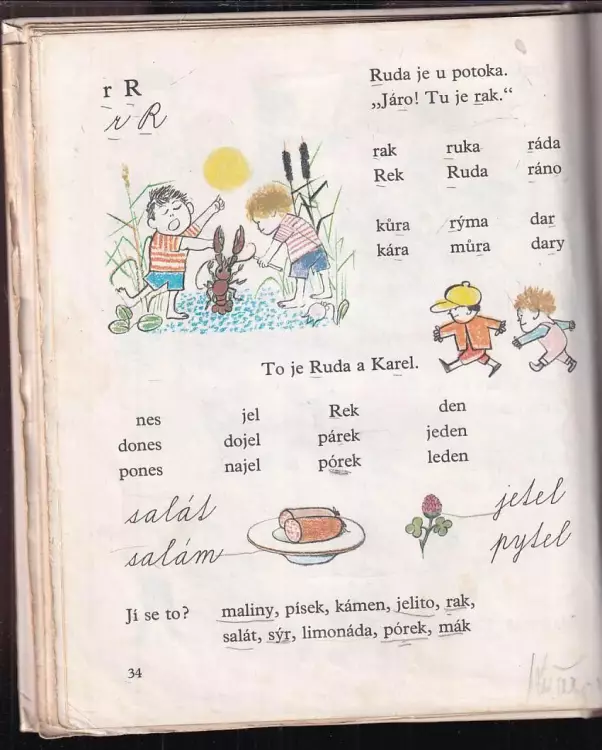 r R
r R
Ruda je u potoka.
„Járo! Tu je rak.“
rak ruka ráda
Rek Ruda ráno
kůra rýma dar
kára můra dary
To je Ruda a Karel.
nes jel Rek den
dones dojel párek jeden
pones najel pórek leden
salát jetel
salám pytel
Jí se to? maliny, písek, kámen, jelito, rak,
salát, sýr, limonáda, pórek, mák
34